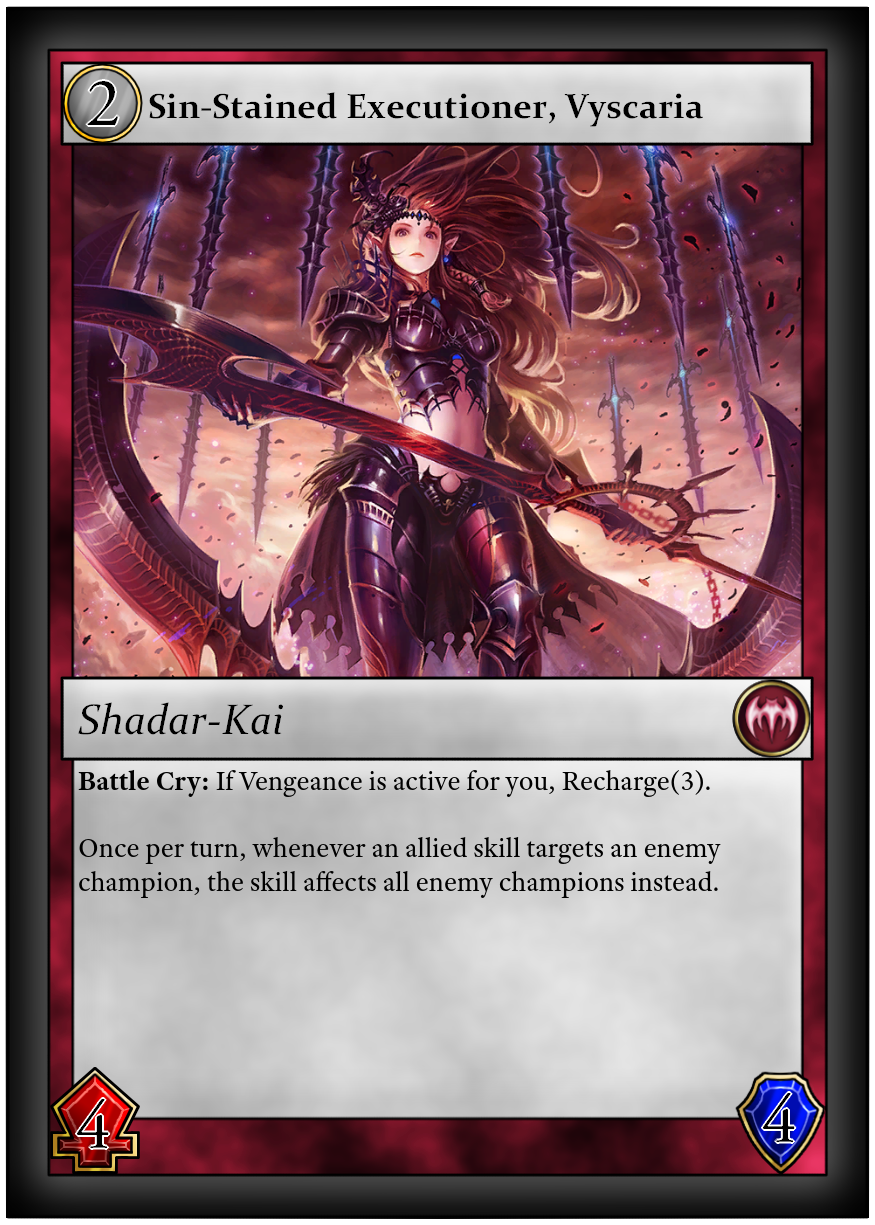 2
Sin-Stained Executioner, Vyscaria
Shadar-Kai
Battle Cry: If Vengeance is active for you, Recharge(3).
Once per turn, whenever an allied skill targets an enemy
champion, the skill affects all enemy champions instead.
4
4